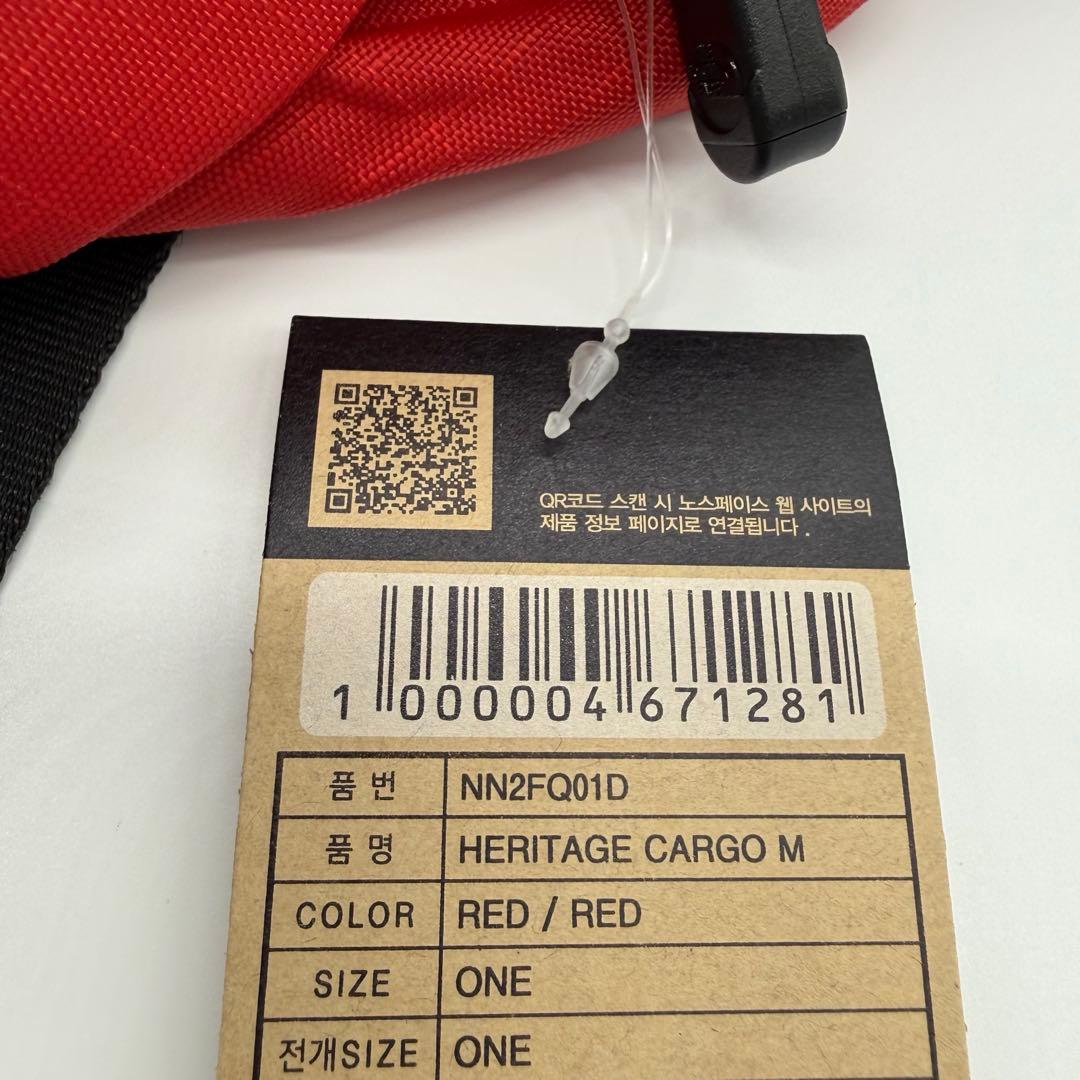 QR코드 스캔 시 노스페이스 웹 사이트의
제품 정보 페이지로 연결됩니다.
1 000004 671281
품 번 NN2FQ01D
품 명 HERITAGE CARGO M
COLOR RED / RED
SIZE ONE
전개SIZE ONE